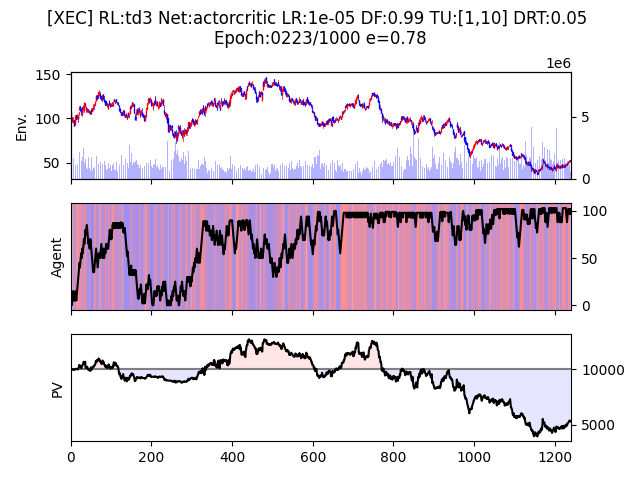 [XEC] RL:td3 Net:actorcritic LR:1e-05 DF:0.99 TU:[1,10] DRT:0.05
Epoch:0223/1000 e=0.78
1e6
150
100
50
Env.
5
0
Agent
100
50
0
PV
10000
5000
0 200 400 600 800 1000 1200